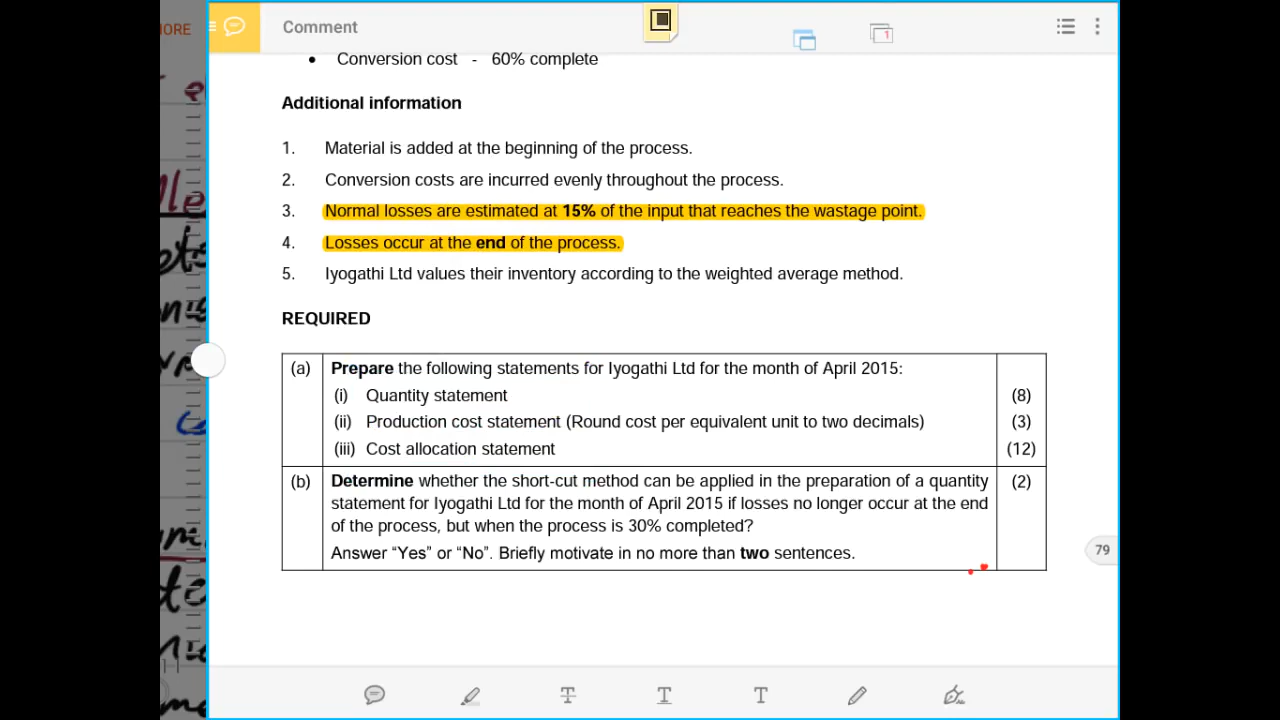 ORE
Comment
1
• Conversion cost - 60% complete
Additional information
1. Material is added at the beginning of the process.
2. Conversion costs are incurred evenly throughout the process.
3. Normal losses are estimated at 15% of the input that reaches the wastage point.
4. Losses occur at the end of the process.
5. Iyogathi Ltd values their inventory according to the weighted average method.
REQUIRED
(a) Prepare the following statements for Iyogathi Ltd for the month of April 2015:
(i) Quantity statement (8)
(ii) Production cost statement (Round cost per equivalent unit to two decimals) (3)
(iii) Cost allocation statement (12)
(b) Determine whether the short-cut method can be applied in the preparation of a quantity (2)
statement for Iyogathi Ltd for the month of April 2015 if losses no longer occur at the end
of the process, but when the process is 30% completed?
Answer “Yes” or “No”. Briefly motivate in no more than two sentences.
79